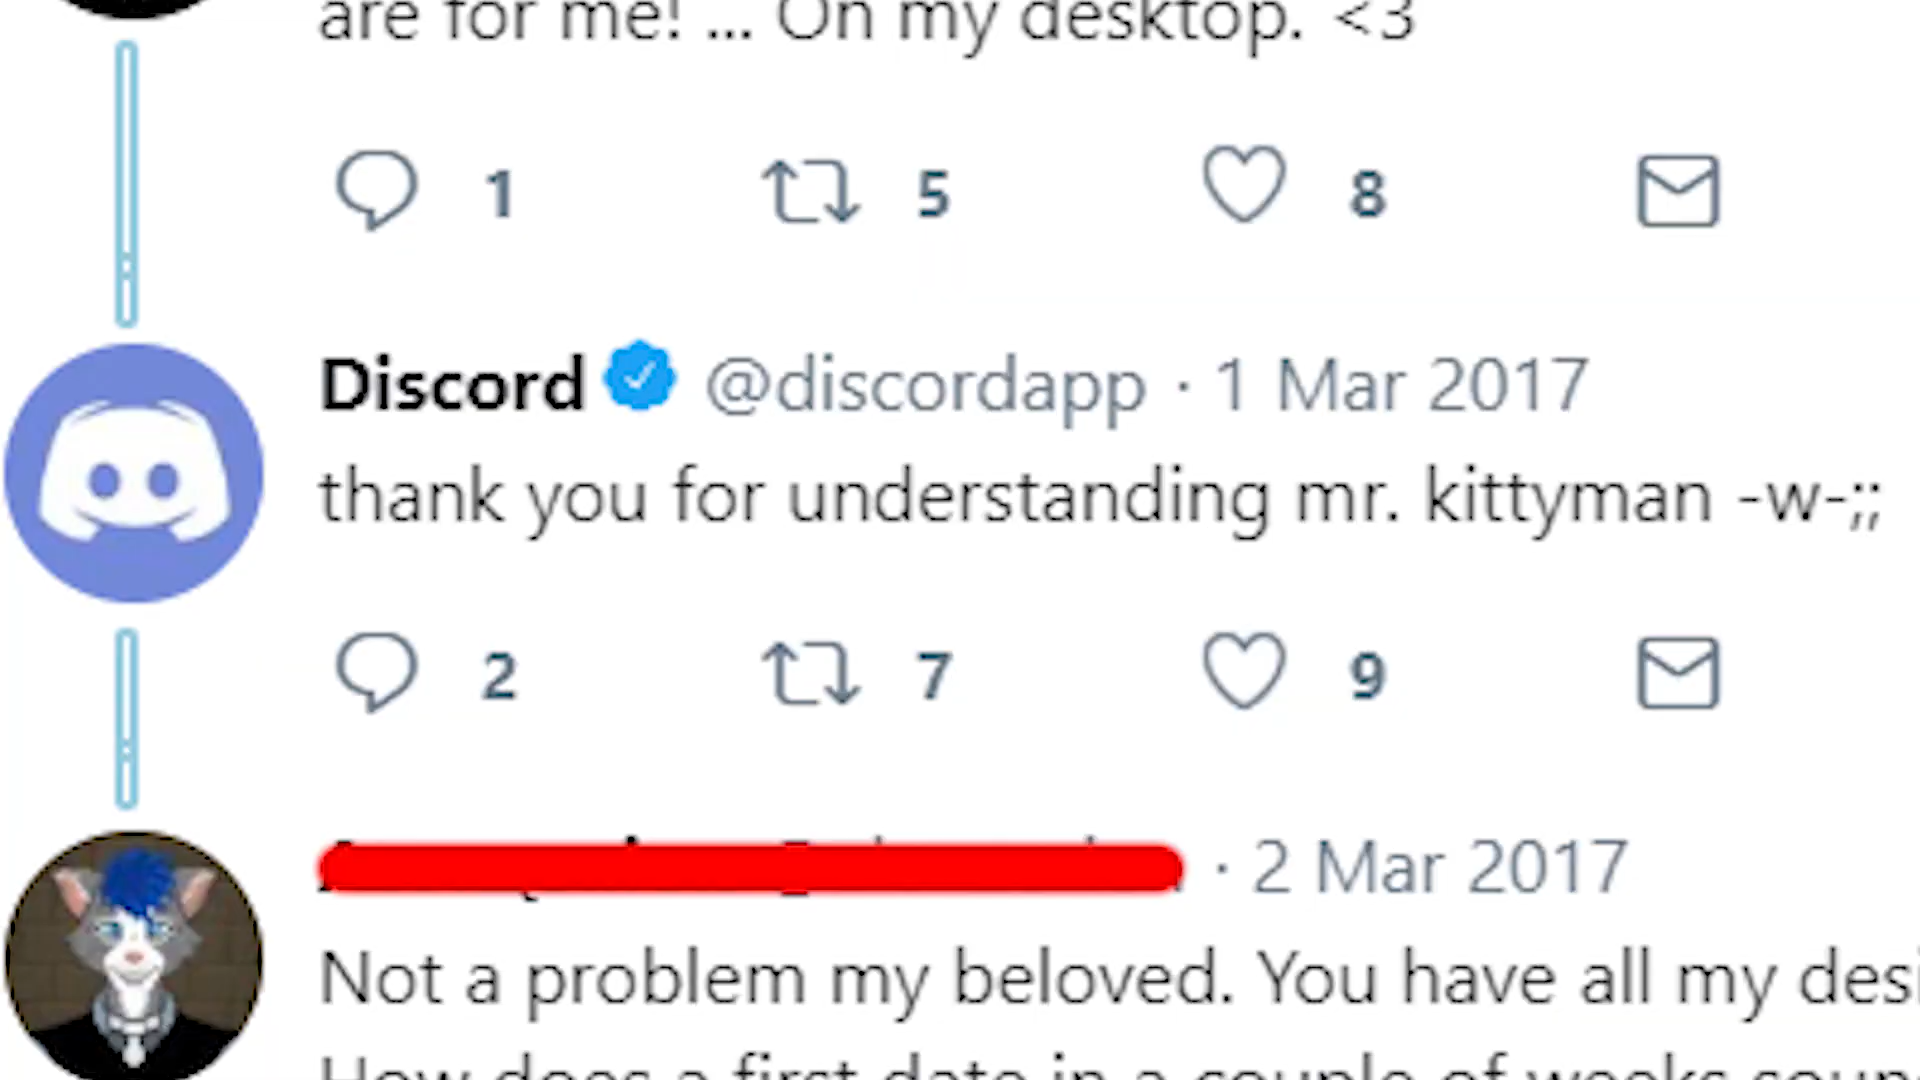 are for me! ... On my desktop. <3
1 5 8
Discord @discordapp · 1 Mar 2017
thank you for understanding mr. kittyman -w-;;
2 7 9
· 2 Mar 2017
Not a problem my beloved. You have all my
How does a first date in a couple of weeks